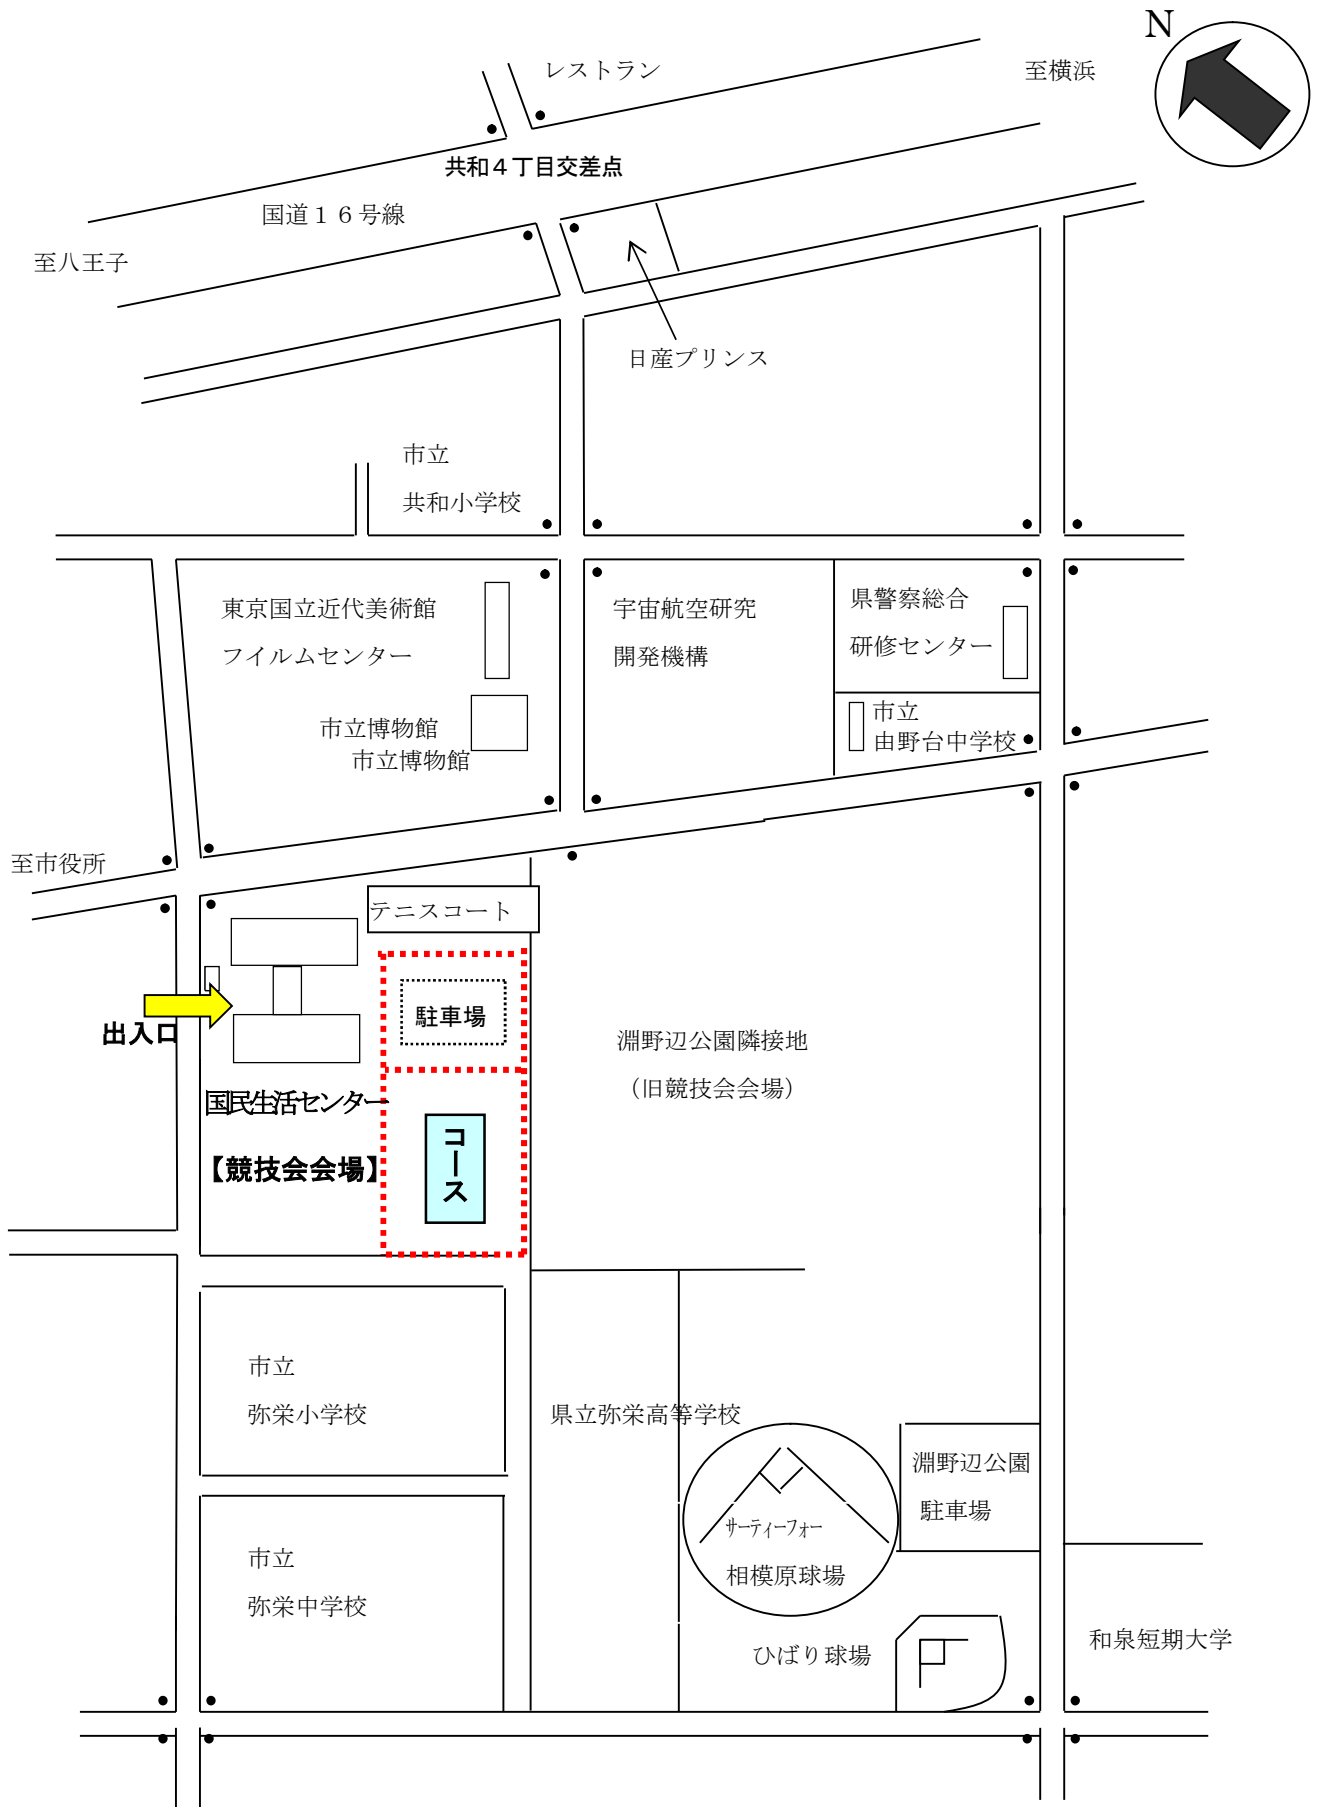 N
レストラン
至横浜
共和４丁目交差点
国道１６号線
至八王子
日産プリンス
市立
共和小学校
東京国立近代美術館
フイルムセンター
宇宙航空研究
開発機構
県警察総合
研修センター
市立博物館
市立博物館
市立
由野台中学校
至市役所
テニスコート
駐車場
出入口
淵野辺公園隣接地
（旧競技会会場）
国民生活センター
【競技会会場】
コース
市立
弥栄小学校
県立弥栄高等学校
淵野辺公園
駐車場
ｻｰﾃｨｰﾌｫｰ
相模原球場
市立
弥栄中学校
ひばり球場
和泉短期大学